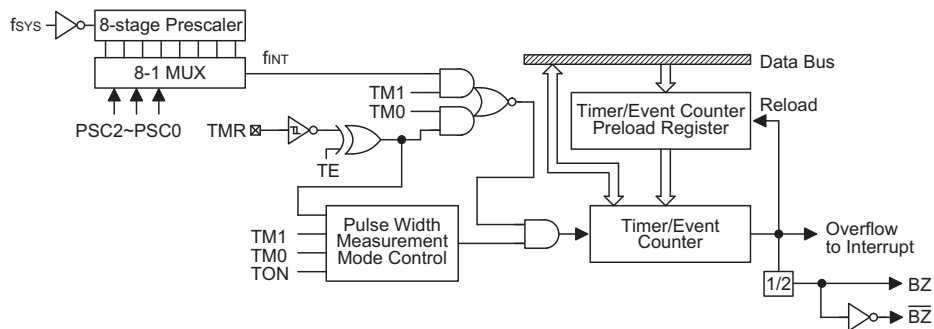 fSYS
8-stage Prescaler
8-1 MUX
PSC2~PSC0
fINT
TM1
TM0
TMR
TE
TM1
TM0
TON
Pulse Width
Measurement
Mode Control
Data Bus
Timer/Event Counter
Preload Register
Reload
Timer/Event
Counter
Overflow
to Interrupt
1/2
BZ
B̅Z̅